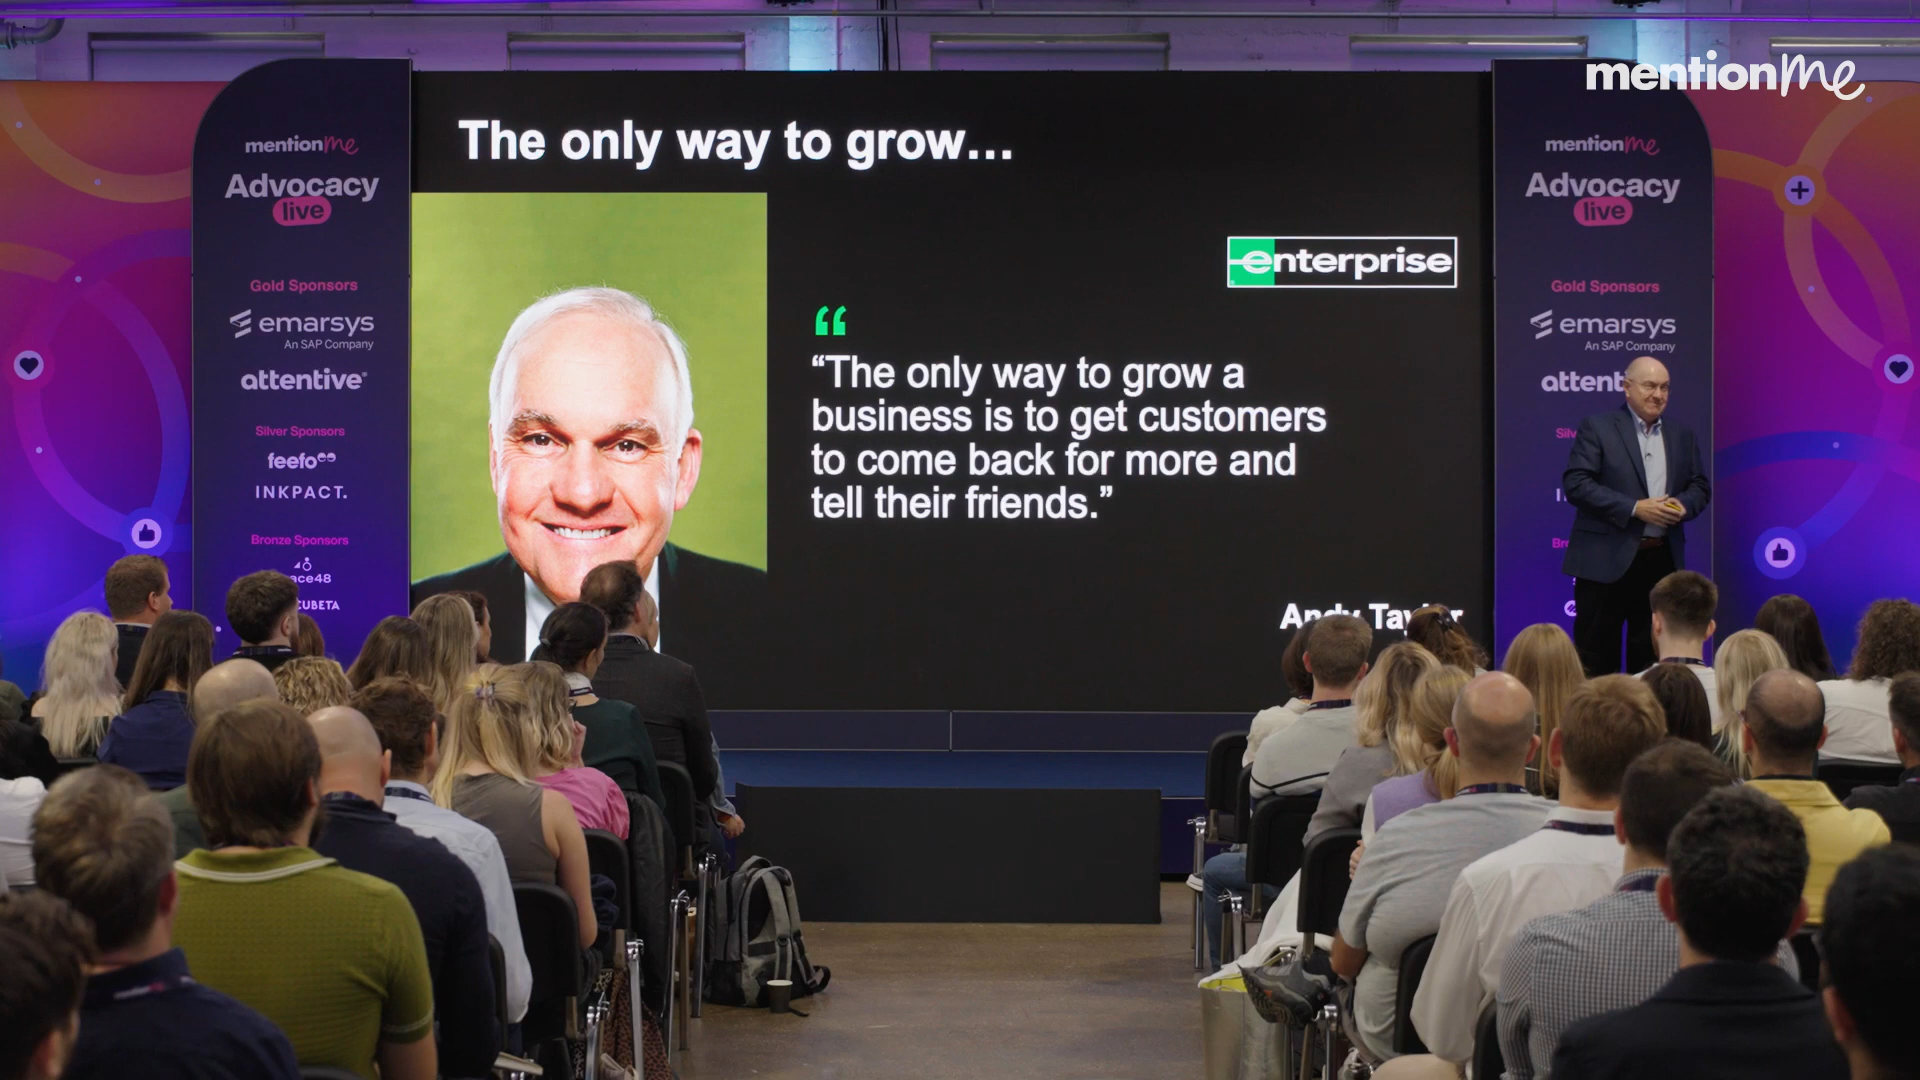 mentionme
The only way to grow...
mentionme
Advocacy
live
Gold Sponsors
emarsys
An SAP Company
attentive
Silver Sponsors
feefo
INKPACT.
Bronze Sponsors
enterprise
“The only way to grow a
business is to get customers
to come back for more and
tell their friends.”
mentionme
Advocacy
live
Gold Sponsors
emarsys
An SAP Company